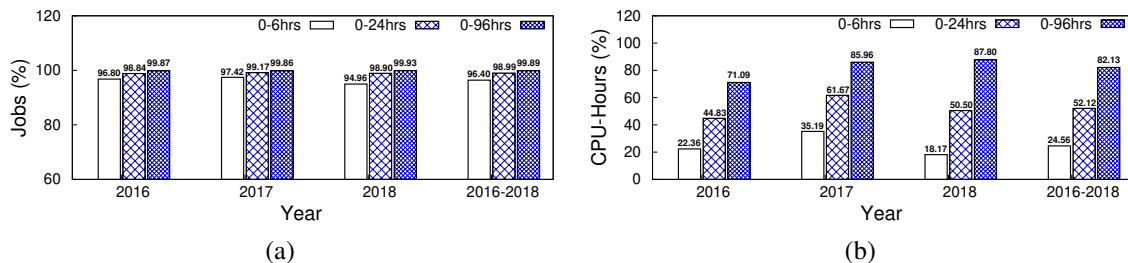 120
0-6hrs 0-24hrs 0-96hrs
100
80
60
Jobs (%)
96.80 98.84 99.87
97.42 99.17 99.86
94.96 98.90 99.93
96.40 98.99 99.89
2016 2017 2018 2016-2018
Year
(a)
120
0-6hrs 0-24hrs 0-96hrs
100
80
60
40
20
0
CPU-Hours (%)
22.36 44.83 71.09
35.19 61.67 85.96
18.17 50.50 87.80
24.56 52.12 82.13
2016 2017 2018 2016-2018
Year
(b)